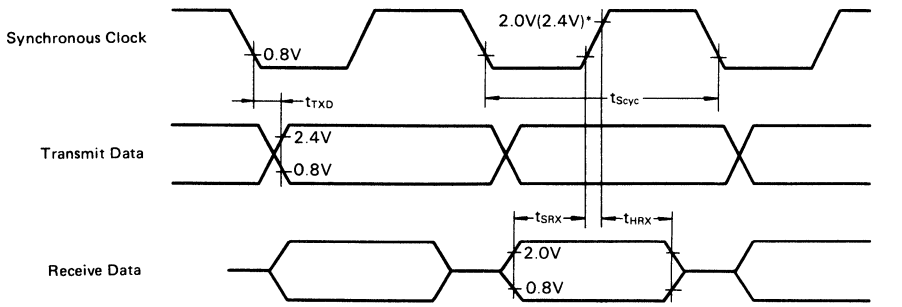 Synchronous Clock
2.0V(2.4V)*
0.8V
tTXD
tScyc
Transmit Data
2.4V
0.8V
tSRX
tHRX
Receive Data
2.0V
0.8V